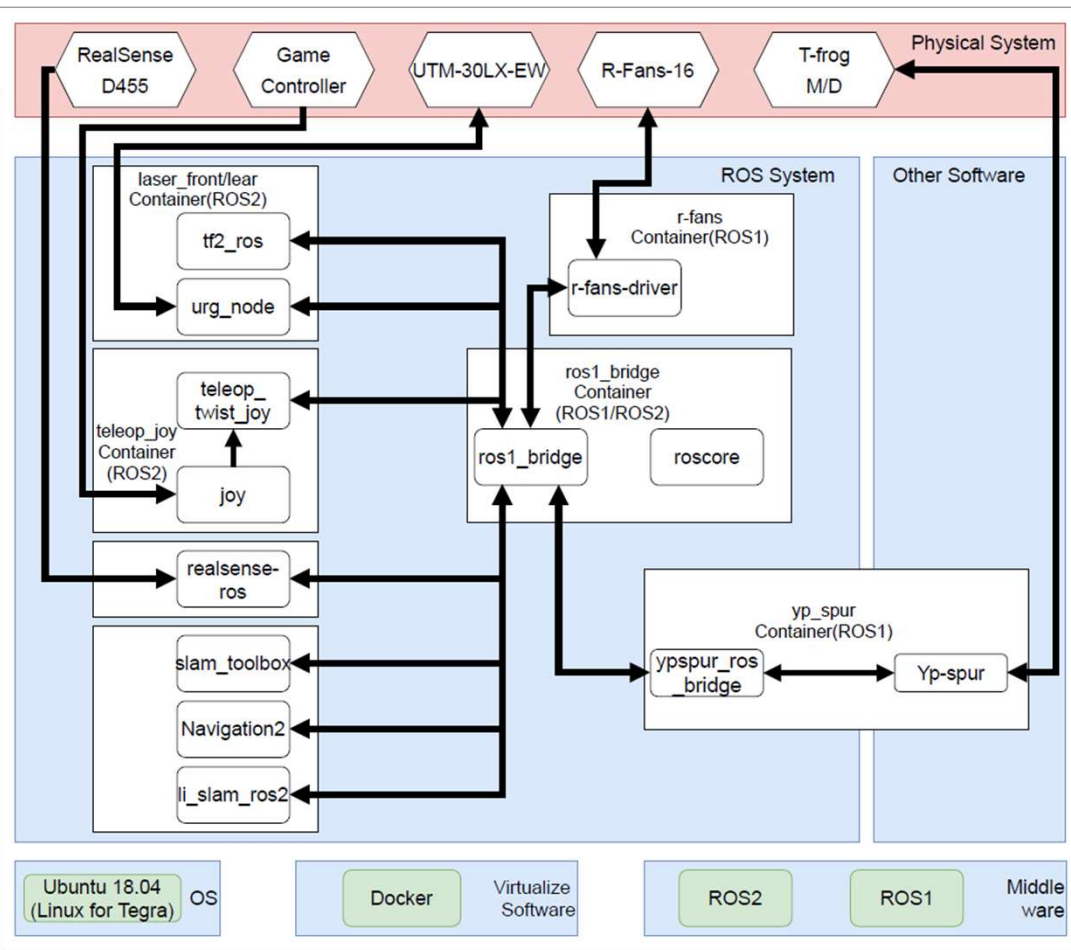 RealSense
D455
Game
Controller
UTM-30LX-EW
R-Fans-16
T-frog
M/D
Physical System
laser_front/lear
Container(ROS2)
tf2_ros
urg_node
ROS System
Other Software
r-fans
Container(ROS1)
r-fans-driver
teleop_
twist_joy
teleop_joy
Container
(ROS2)
joy
ros1_bridge
Container
(ROS1/ROS2)
ros1_bridge
roscore
realsense-
ros
slam_toolbox
Navigation2
li_slam_ros2
yp_spur
Container(ROS1)
ypspur_ros
_bridge
Yp-spur
Ubuntu 18.04
(Linux for Tegra)
OS
Docker
Virtualize
Software
ROS2
ROS1
Middle
ware